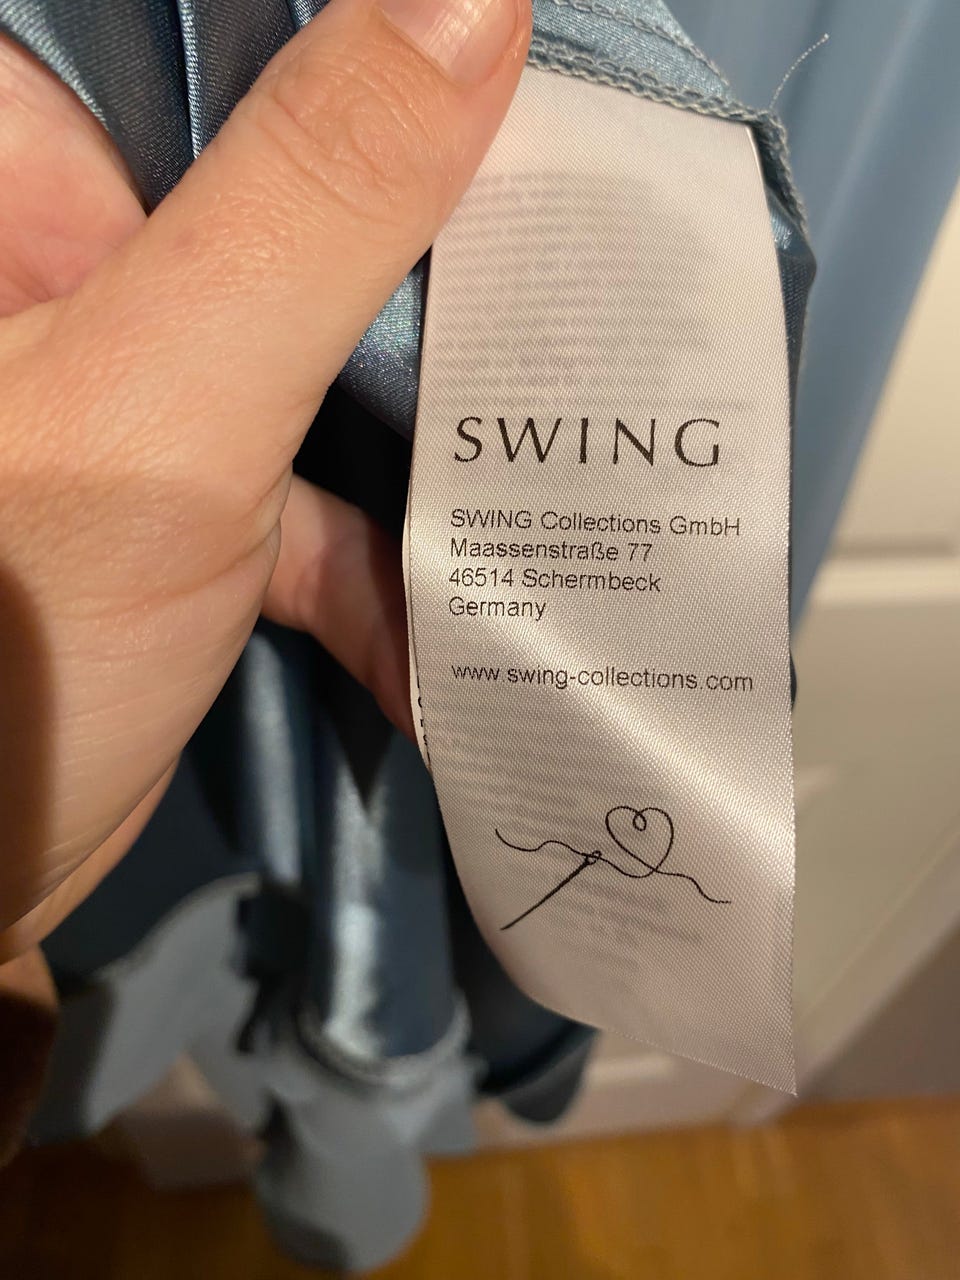 SWING
SWING Collections GmbH
Maassenstraße 77
46514 Schermbeck
Germany
www.swing-collections.com